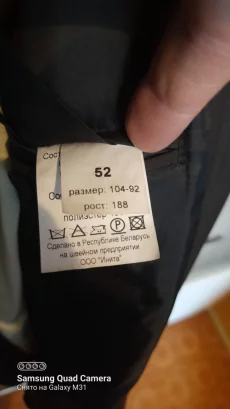 Сост
52
размер: 104-92
рост: 188
полиэстер
Сделано в Республике Беларусь
на швейном предприятии
ООО "Инита"
Samsung Quad Camera
Снято на Galaxy M31